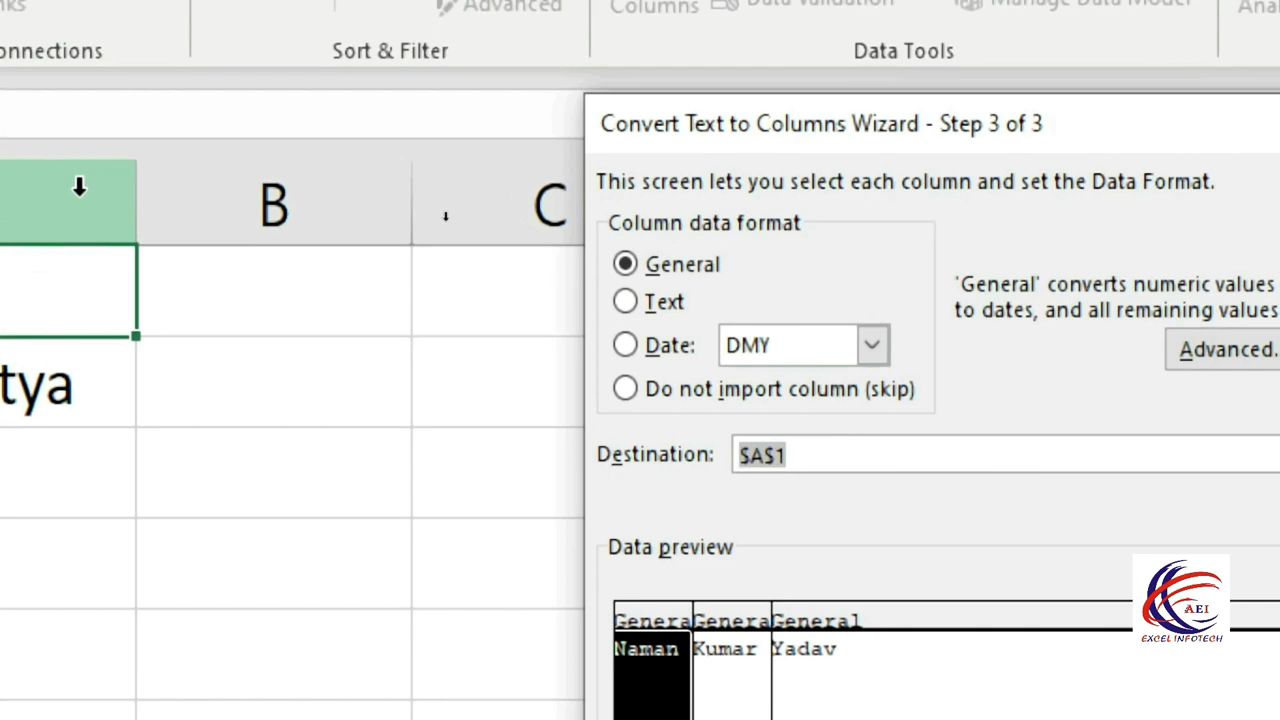 Advanced
Columns
Data Validation
Manage Data Model
Sort & Filter
Data Tools
B
C
tya
Convert Text to Columns Wizard - Step 3 of 3
This screen lets you select each column and set the Data Format.
Column data format
General
Text
Date: DMY
Do not import column (skip)
'General' converts numeric values
to dates, and all remaining values
Advanced.
Destination: $A$1
Data preview
Genera Genera General
Naman Kumar Yadav
AEI
EXCEL INFOTECH